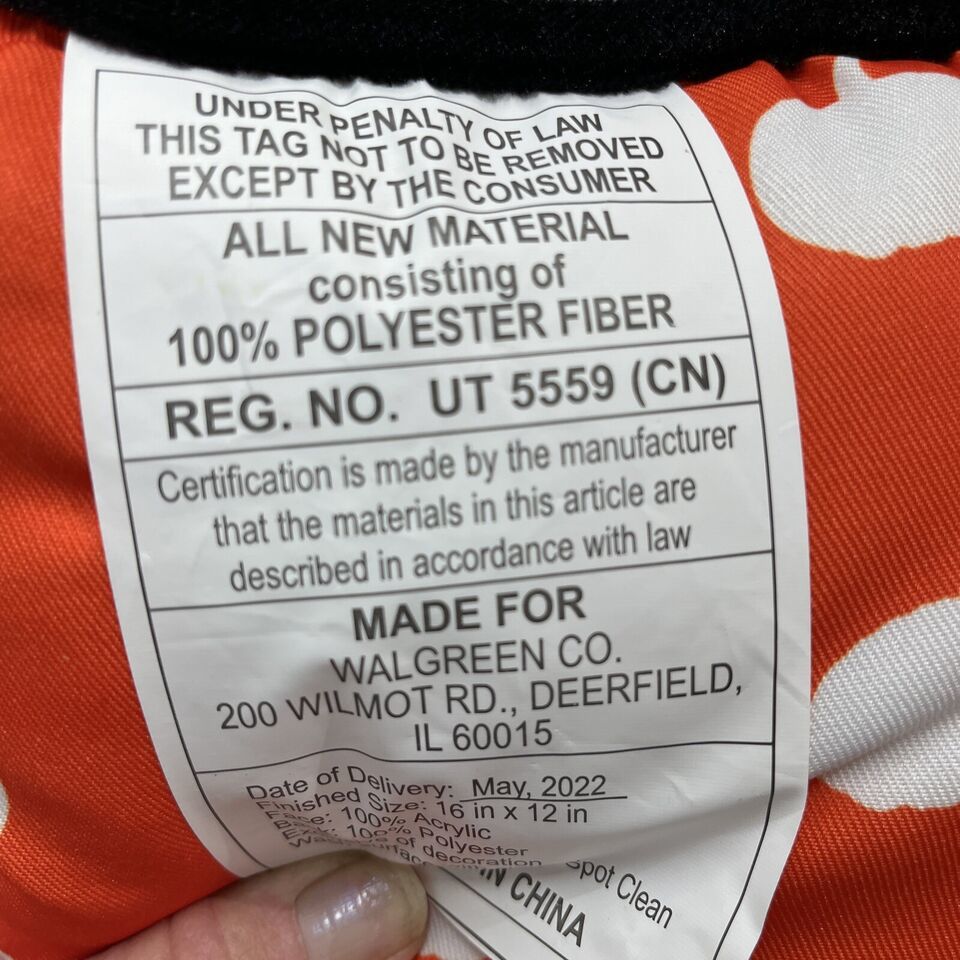 UNDER PENALTY OF LAW
THIS TAG NOT TO BE REMOVED
EXCEPT BY THE CONSUMER
ALL NEW MATERIAL
consisting of
100% POLYESTER FIBER
REG. NO. UT 5559 (CN)
Certification is made by the manufacturer
that the materials in this article are
described in accordance with law
MADE FOR
WALGREEN CO.
200 WILMOT RD., DEERFIELD,
IL 60015
Date of Delivery: May, 2022
Finished Size: 16 in x 12 in
Face: 100% Acrylic
100% Polyester
of decoration Spot Clean
IN CHINA